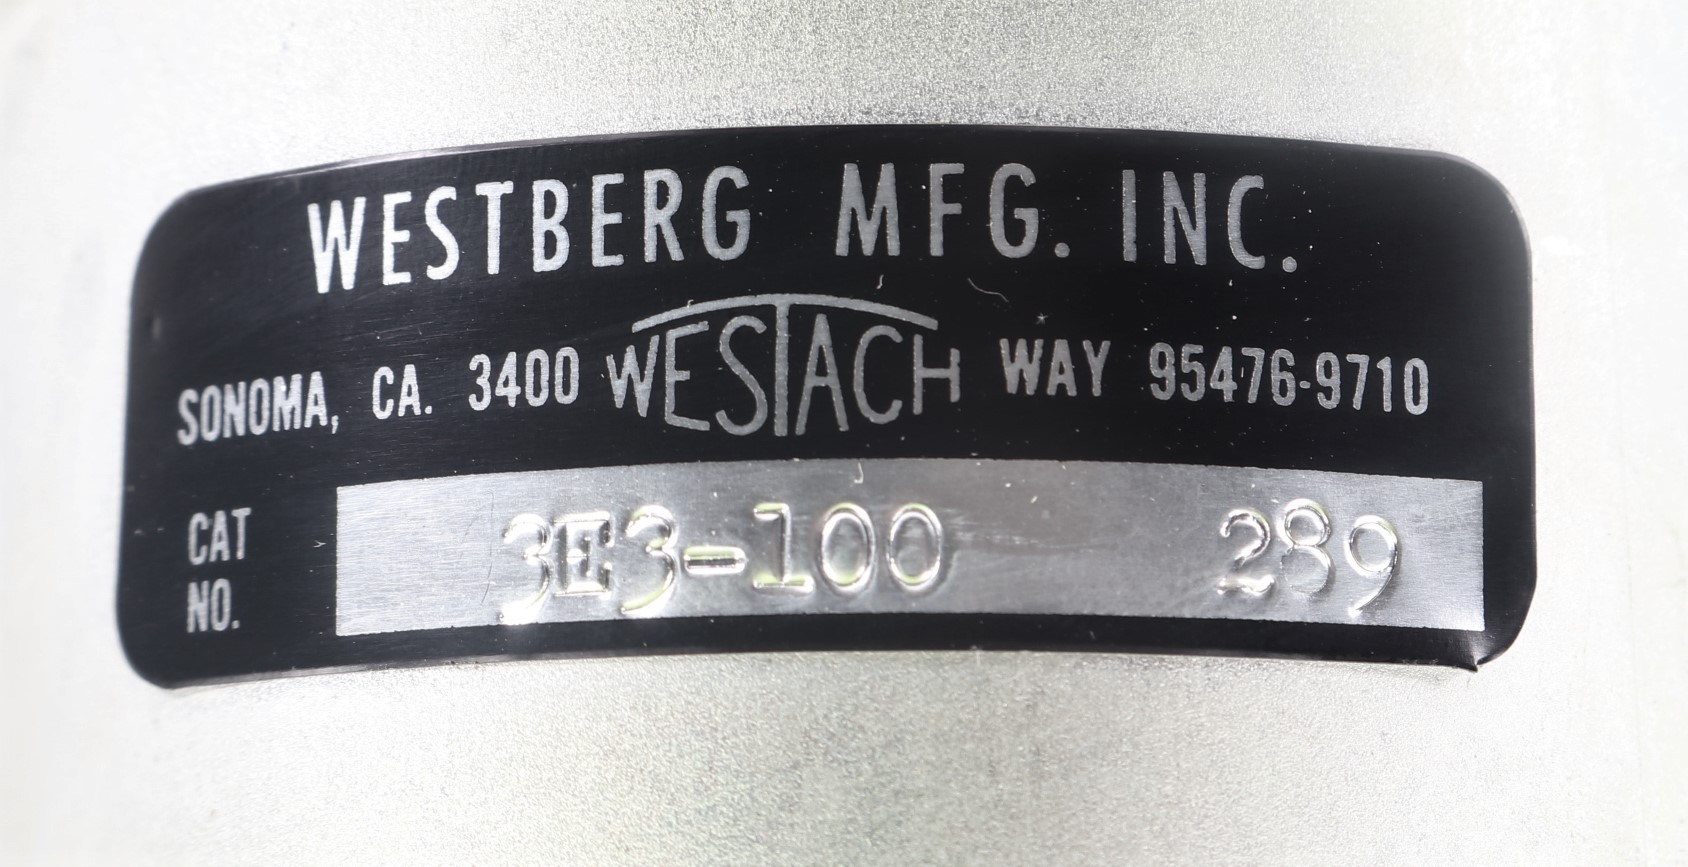 WESTBERG MFG. INC.
SONOMA, CA. 3400 WESTACH WAY 95476-9710
CAT NO. 3E3-100 289